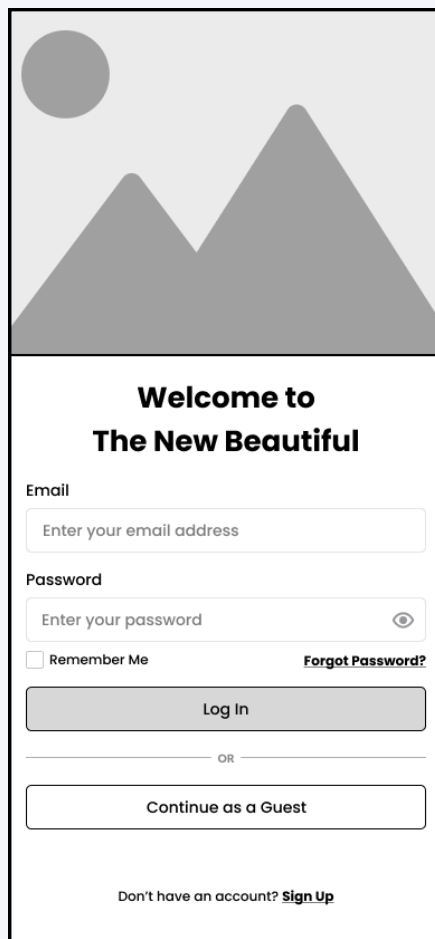 Welcome to
The New Beautiful
Email
Enter your email address
Password
Enter your password
Remember Me Forgot Password?
Log In
OR
Continue as a Guest
Don’t have an account? Sign Up